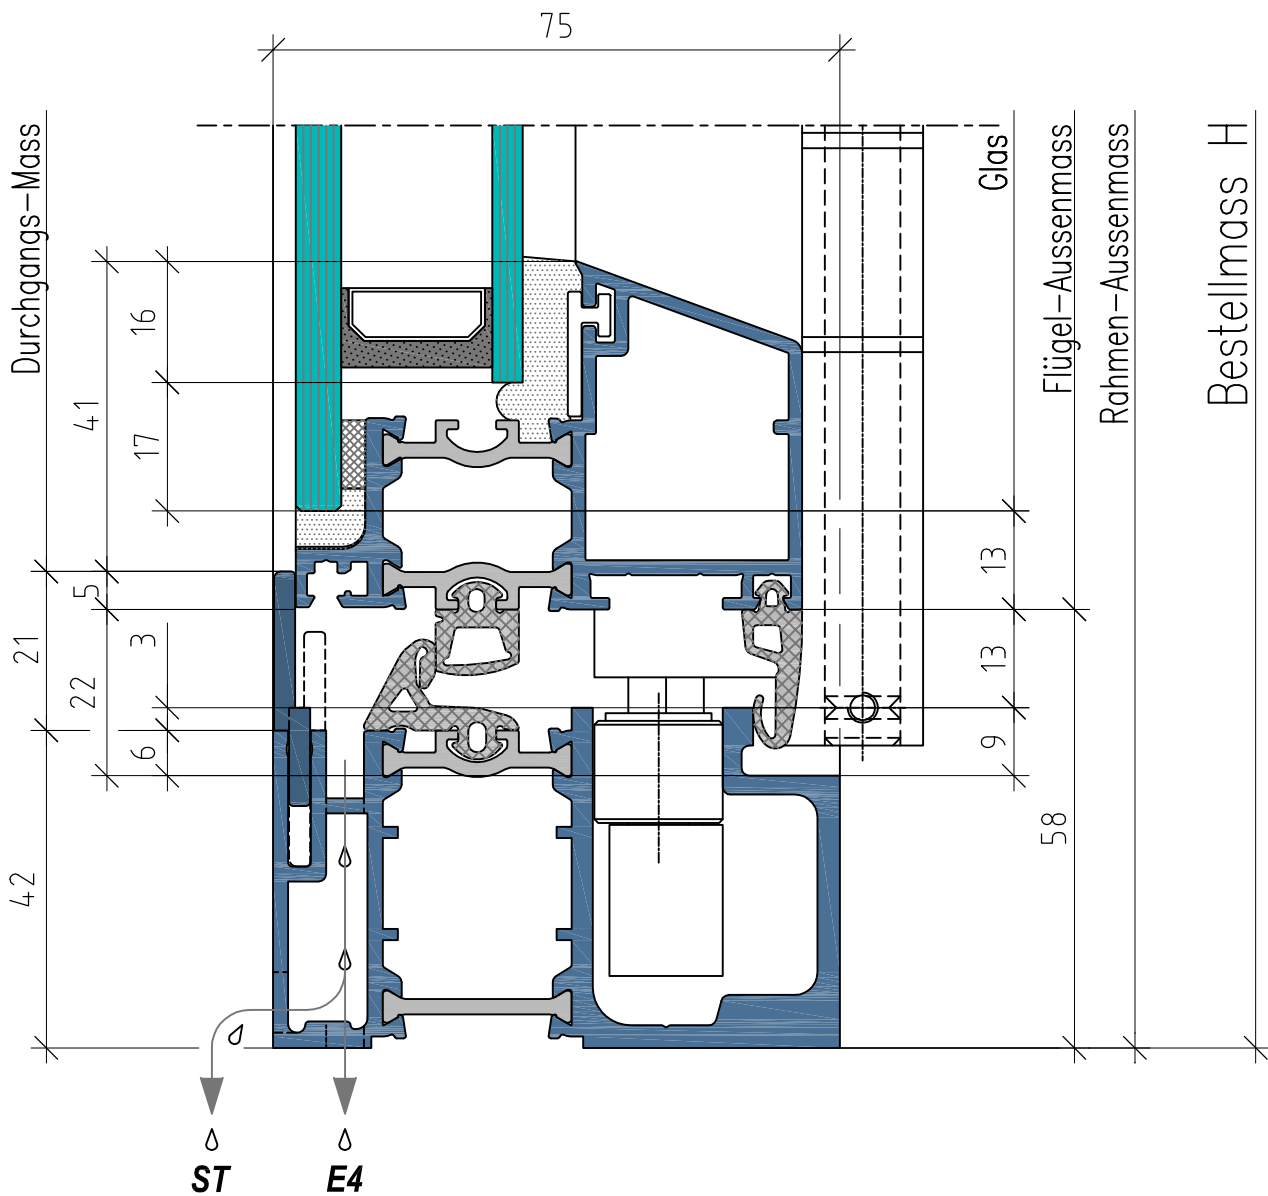 75
Durchgangs-Mass
Glas
Flügel-Aussenmass
Rahmen-Aussenmass
Bestellmass H
16
41
17
5
13
3
21
22
13
6
9
58
42
ST
E4